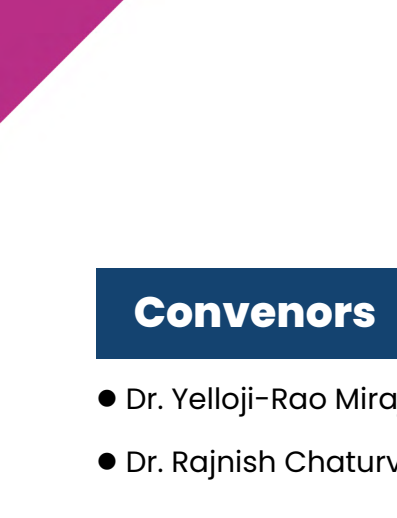 Convenors
● Dr. Yelloji-Rao Mira
● Dr. Rajnish Chaturv